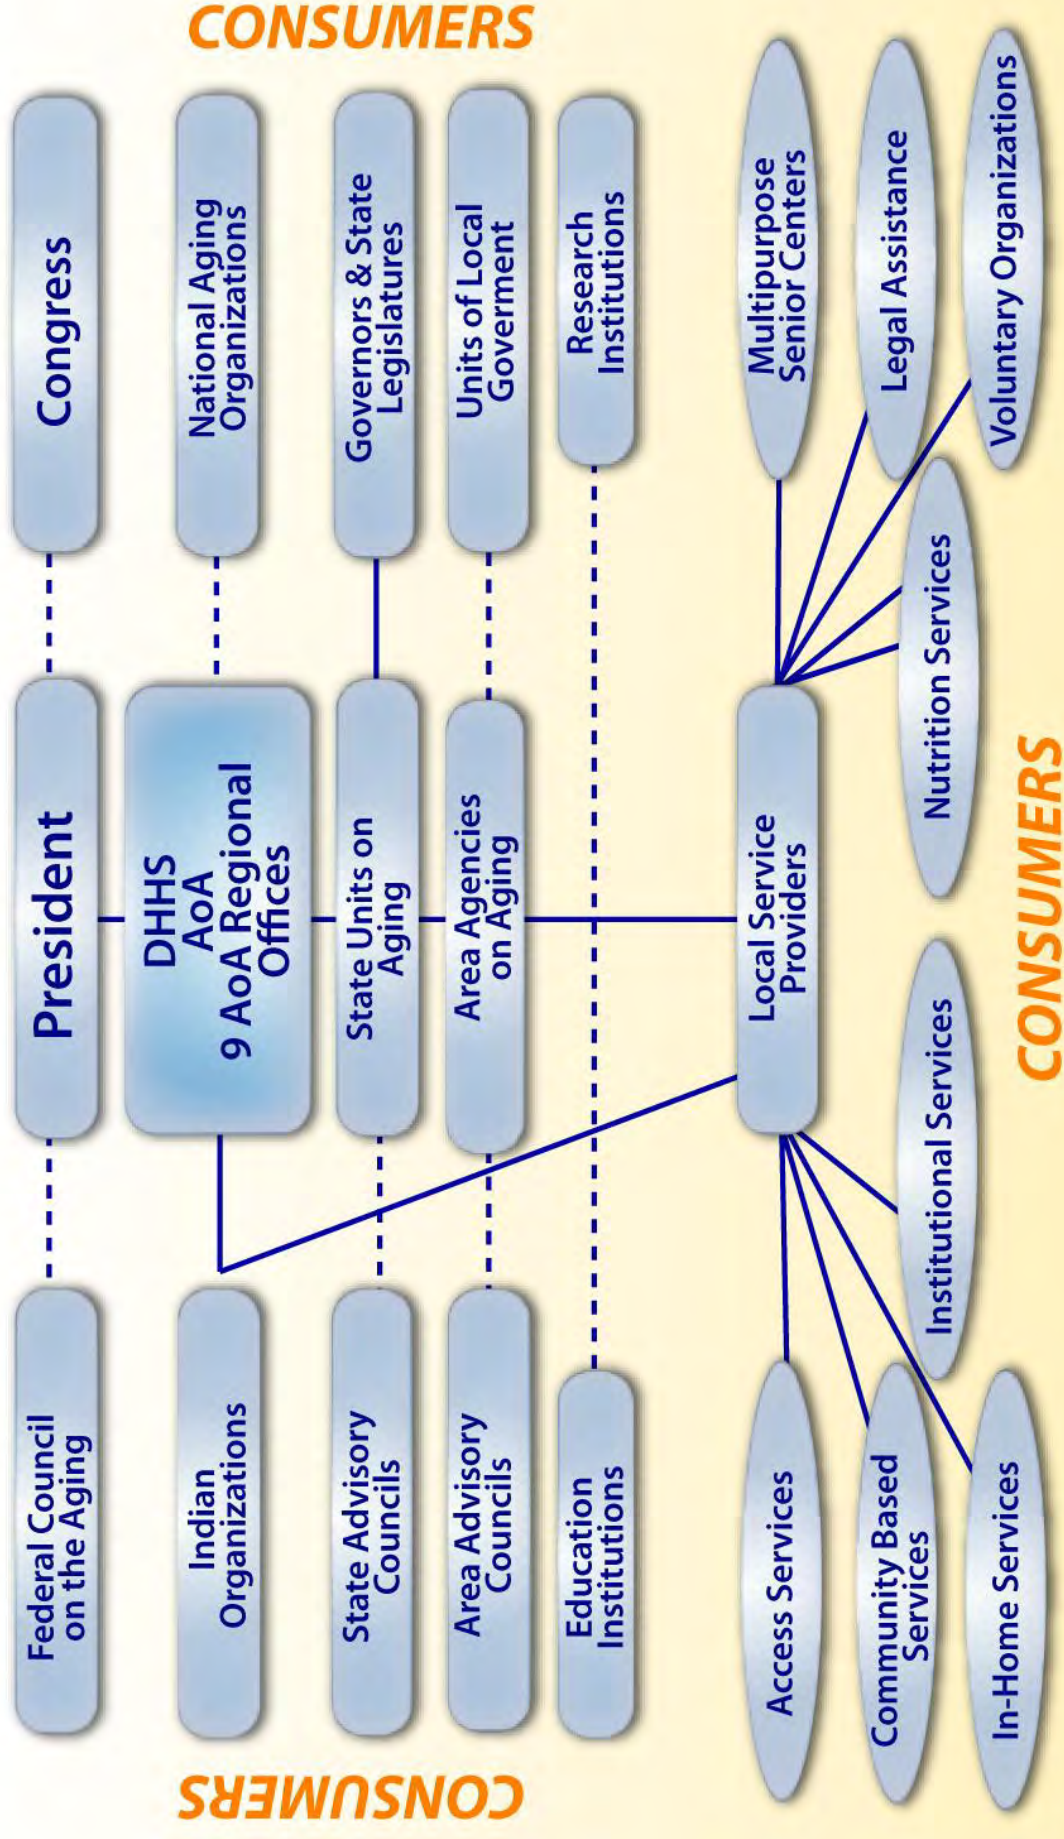 CONSUMERS
CONSUMERS
Federal Council
on the Aging
President
Congress
Indian
Organizations
DHHS
AoA
9 AoA Regional
Offices
National Aging
Organizations
State Advisory
Councils
State Units on
Aging
Governors & State
Legislatures
Area Advisory
Councils
Area Agencies
on Aging
Units of Local
Goverment
Education
Institutions
Research
Institutions
Access Services
Local Service
Providers
Multipurpose
Senior Centers
Community Based
Services
Legal Assistance
In-Home Services
Institutional Services
Nutrition Services
Voluntary Organizations
CONSUMERS